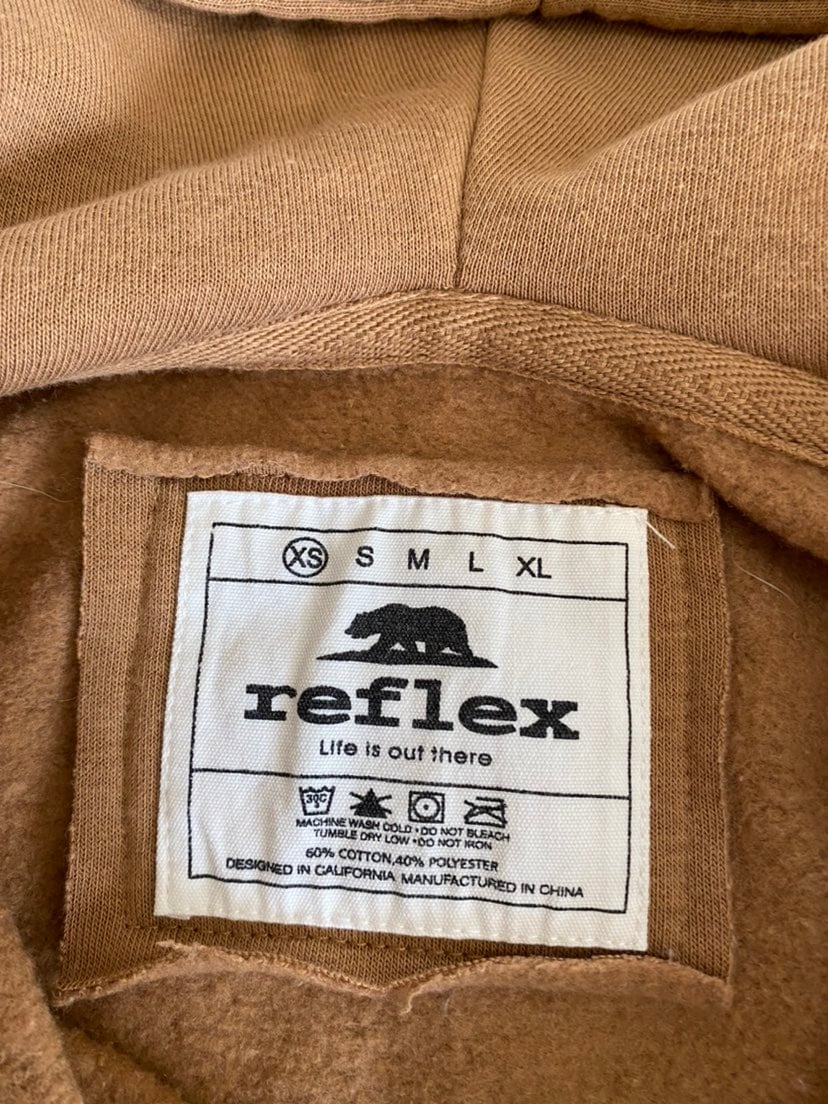 XS S M L XL
reflex
Life is out there
30C
MACHINE WASH COLD • DO NOT BLEACH
TUMBLE DRY LOW • DO NOT IRON
60% COTTON,40% POLYESTER
DESIGNED IN CALIFORNIA MANUFACTURED IN CHINA